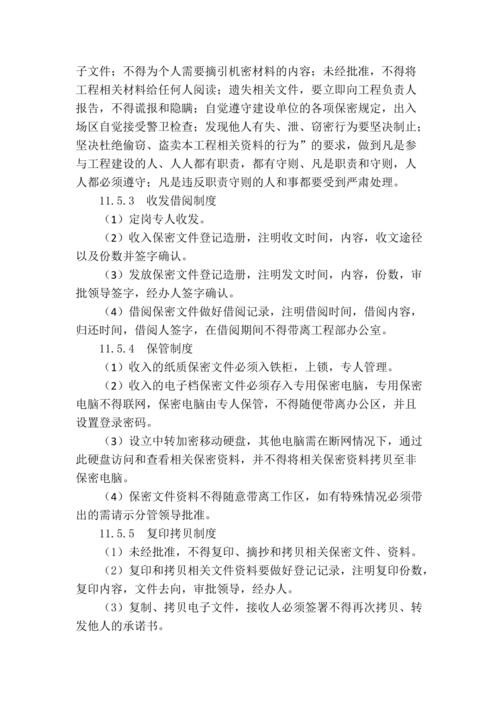 子文件；不得为个人需要摘引机密材料的内容；未经批准，不得将
工程相关材料给任何人阅读；遗失相关文件，要立即向工程负责人
报告，不得谎报和隐瞒；自觉遵守建设单位的各项保密规定，出入
场区自觉接受警卫检查；发现他人有失、泄、窃密行为要坚决制止；
坚决杜绝偷窃、盗卖本工程相关资料的行为”的要求，做到凡是参
与工程建设的人、人人都有职责，都有守则、凡是职责和守则，人
人都必须遵守；凡是违反职责守则的人和事都要受到严肃处理。
11.5.3 收发借阅制度
（1）定岗专人收发。
（2）收入保密文件登记造册，注明收文时间，内容，收文途径
以及份数并签字确认。
（3）发放保密文件登记造册，注明发文时间，内容，份数，审
批领导签字，经办人签字确认。
（4）借阅保密文件做好借阅记录，注明借阅时间，借阅内容，
归还时间，借阅人签字，在借阅期间不得带离工程部办公室。
11.5.4 保管制度
（1）收入的纸质保密文件必须入铁柜，上锁，专人管理。
（2）收入的电子档保密文件必须存入专用保密电脑，专用保密
电脑不得联网，保密电脑由专人保管，不得随便带离办公区，并且
设置登录密码。
（3）设立中转加密移动硬盘，其他电脑需在断网情况下，通过
此硬盘访问和查看相关保密资料，并不得将相关保密资料拷贝至非
保密电脑。
（4）保密文件资料不得随意带离工作区，如有特殊情况必须带
出的需请示分管领导批准。
11.5.5 复印拷贝制度
（1）未经批准，不得复印、摘抄和拷贝相关保密文件、资料。
（2）复印和拷贝相关文件资料要做好登记记录，注明复印份数，
复印内容，文件去向，审批领导，经办人。
（3）复制、拷贝电子文件，接收人必须签署不得再次拷贝、转
发他人的承诺书。